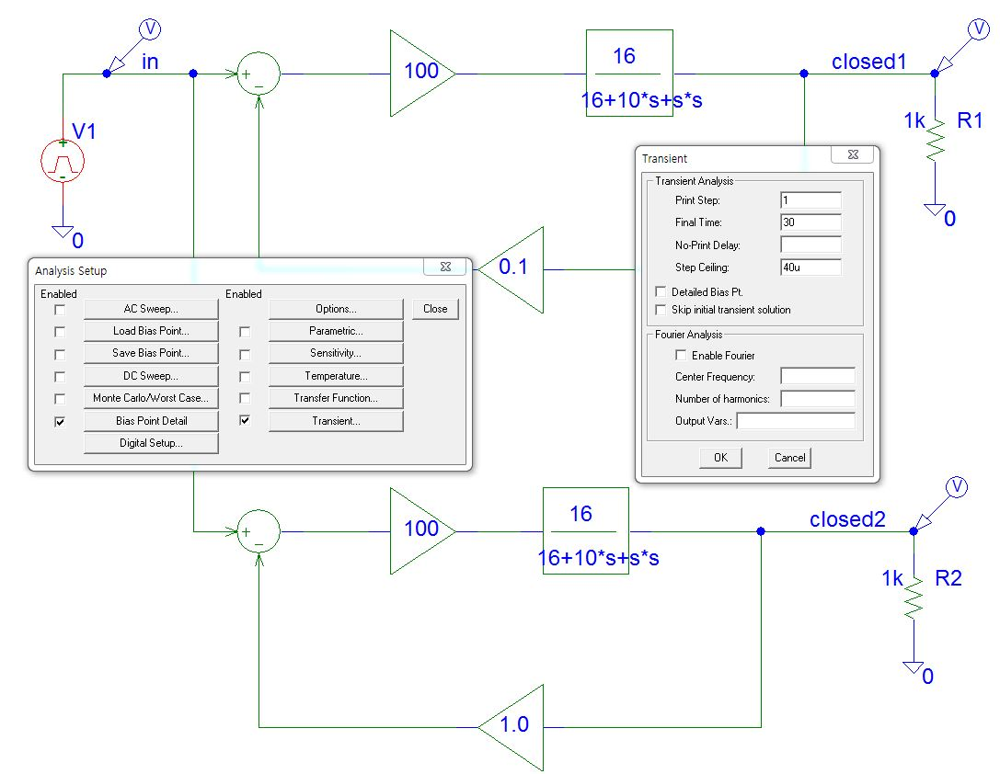 V
V
in
+
−
100
16
16+10*s+s*s
closed1
V1
+
-
1k
R1
0
0
0.1
Transient
Transient Analysis
Print Step: 1
Final Time: 30
No-Print Delay:
Step Ceiling: 40u
Detailed Bias Pt.
Skip initial transient solution
Fourier Analysis
Enable Fourier
Center Frequency:
Number of harmonics:
Output Vars.:
OK Cancel
Analysis Setup
Enabled Enabled
AC Sweep... Options... Close
Load Bias Point... Parametric...
Save Bias Point... Sensitivity...
DC Sweep... Temperature...
Monte Carlo/Worst Case... Transfer Function...
Bias Point Detail Transient...
Digital Setup...
V
+
−
100
16
16+10*s+s*s
closed2
1k
R2
0
1.0